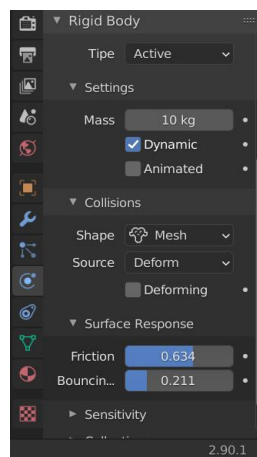 Rigid Body
Tipe Active
Settings
Mass 10 kg
Dynamic
Animated
Collisions
Shape Mesh
Source Deform
Deforming
Surface Response
Friction 0.634
Bouncin... 0.211
Sensitivity
2.90.1